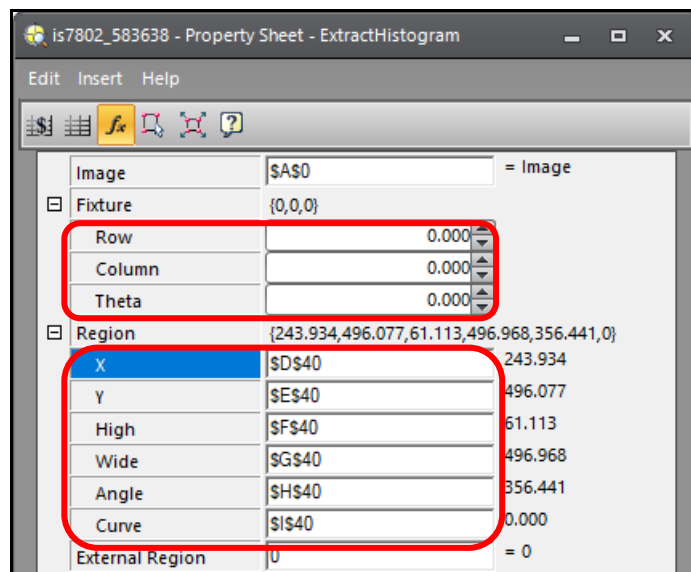 is7802_583638 - Property Sheet - ExtractHistogram
Edit Insert Help
Image $A$0 = Image
Fixture {0,0,0}
Row 0.000
Column 0.000
Theta 0.000
Region {243.934,496.077,61.113,496.968,356.441,0}
X $D$40 243.934
Y $E$40 496.077
High $F$40 61.113
Wide $G$40 496.968
Angle $H$40 356.441
Curve $I$40 0.000
External Region 0 = 0